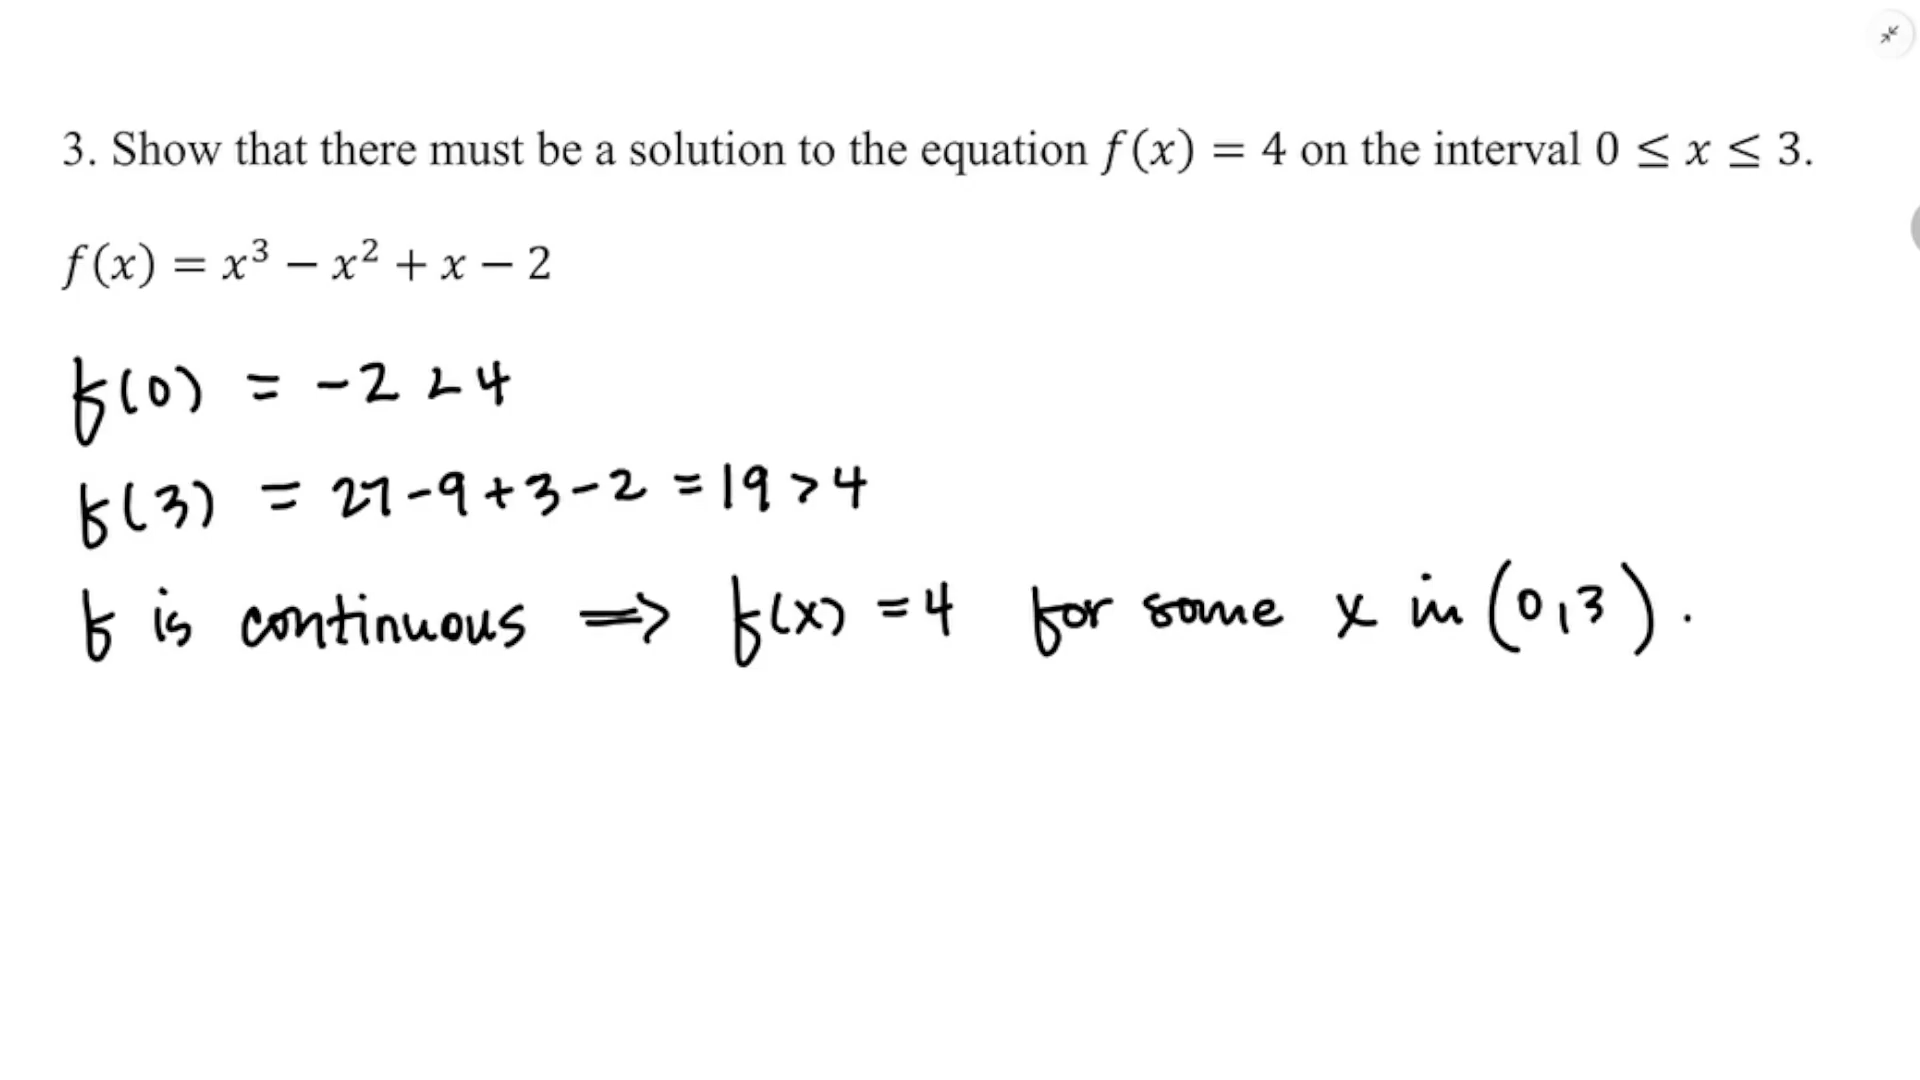 3. Show that there must be a solution to the equation f(x) = 4 on the interval 0 ≤ x ≤ 3.
f(x) = x³ − x² + x − 2
f(0) = -2 < 4
f(3) = 27-9+3-2 = 19 > 4
f is continuous ⟹ f(x) = 4 for some x in (0,3).